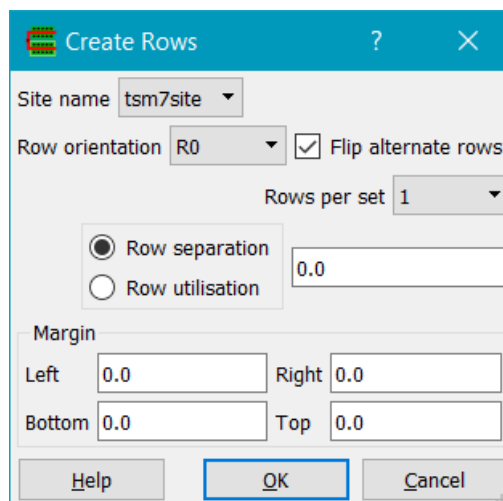 Create Rows ?
Site name tsm7site
Row orientation R0 Flip alternate rows
Rows per set 1
Row separation
0.0
Row utilisation
Margin
Left 0.0 Right 0.0
Bottom 0.0 Top 0.0
Help OK Cancel